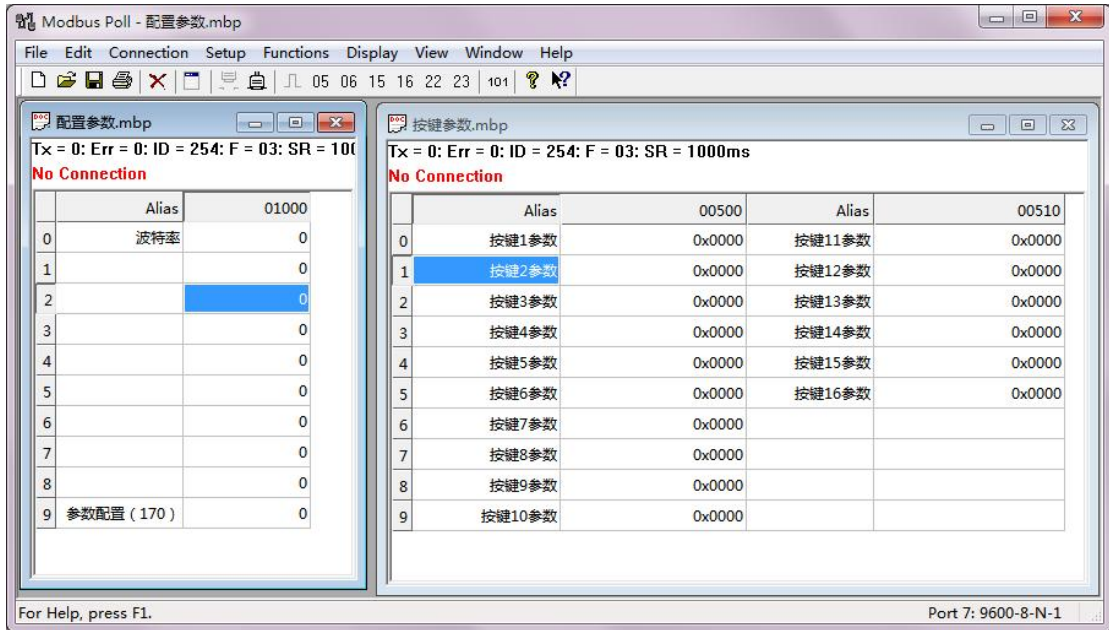 Modbus Poll - 配置参数.mbp
File Edit Connection Setup Functions Display View Window Help
05 06 15 16 22 23 101
配置参数.mbp
Tx = 0: Err = 0: ID = 254: F = 03: SR = 100
No Connection
Alias 01000
0 波特率 0
1 0
2 0
3 0
4 0
5 0
6 0
7 0
8 0
9 参数配置（170） 0
按键参数.mbp
Tx = 0: Err = 0: ID = 254: F = 03: SR = 1000ms
No Connection
Alias 00500 Alias 00510
0 按键1参数 0x0000 按键11参数 0x0000
1 按键2参数 0x0000 按键12参数 0x0000
2 按键3参数 0x0000 按键13参数 0x0000
3 按键4参数 0x0000 按键14参数 0x0000
4 按键5参数 0x0000 按键15参数 0x0000
5 按键6参数 0x0000 按键16参数 0x0000
6 按键7参数 0x0000
7 按键8参数 0x0000
8 按键9参数 0x0000
9 按键10参数 0x0000
For Help, press F1. Port 7: 9600-8-N-1